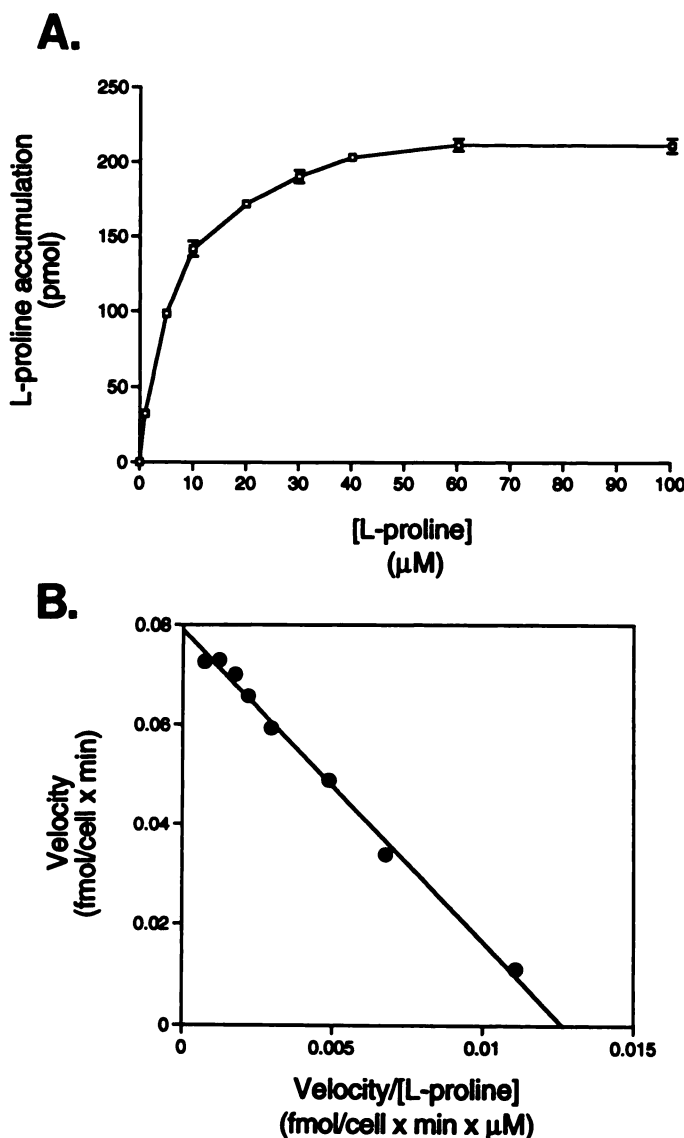 A.
L-proline accumulation
(pmol)
250
200
150
100
50
0
0 10 20 30 40 50 60 70 80 90 100
[L-proline]
(μM)
B.
Velocity
(fmol/cell x min)
0.08
0.06
0.04
0.02
0
0 0.005 0.01 0.015
Velocity/[L-proline]
(fmol/cell x min x μM)